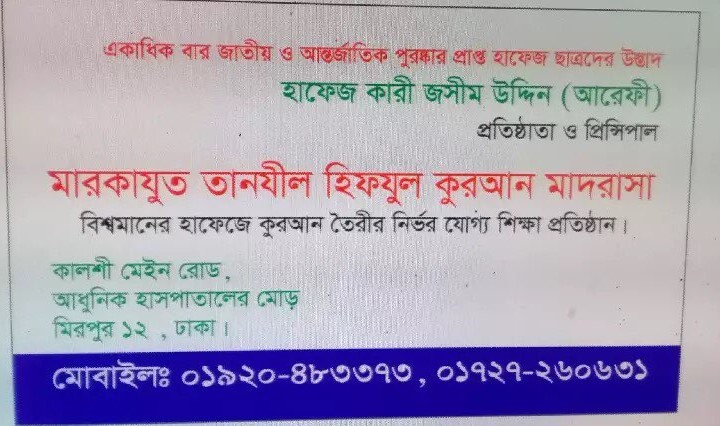 একাধিক বার জাতীয় ও আন্তর্জাতিক পুরষ্কার প্রাপ্ত হাফেজ ছাত্রদের উস্তাদ
হাফেজ কারী জসীম উদ্দিন (আরেফী)
প্রতিষ্ঠাতা ও প্রিন্সিপাল
মারকাযুত তানযীল হিফযুল কুরআন মাদরাসা
বিশ্বমানের হাফেজে কুরআন তৈরীর নির্ভর যোগ্য শিক্ষা প্রতিষ্ঠান।
কালশী মেইন রোড,
আধুনিক হাসপাতালের মোড়
মিরপুর ১২ , ঢাকা।
মোবাইলঃ ০১৯২০-৪৮৩৩৭৩, ০১৭২৭-২৬০৬৩১